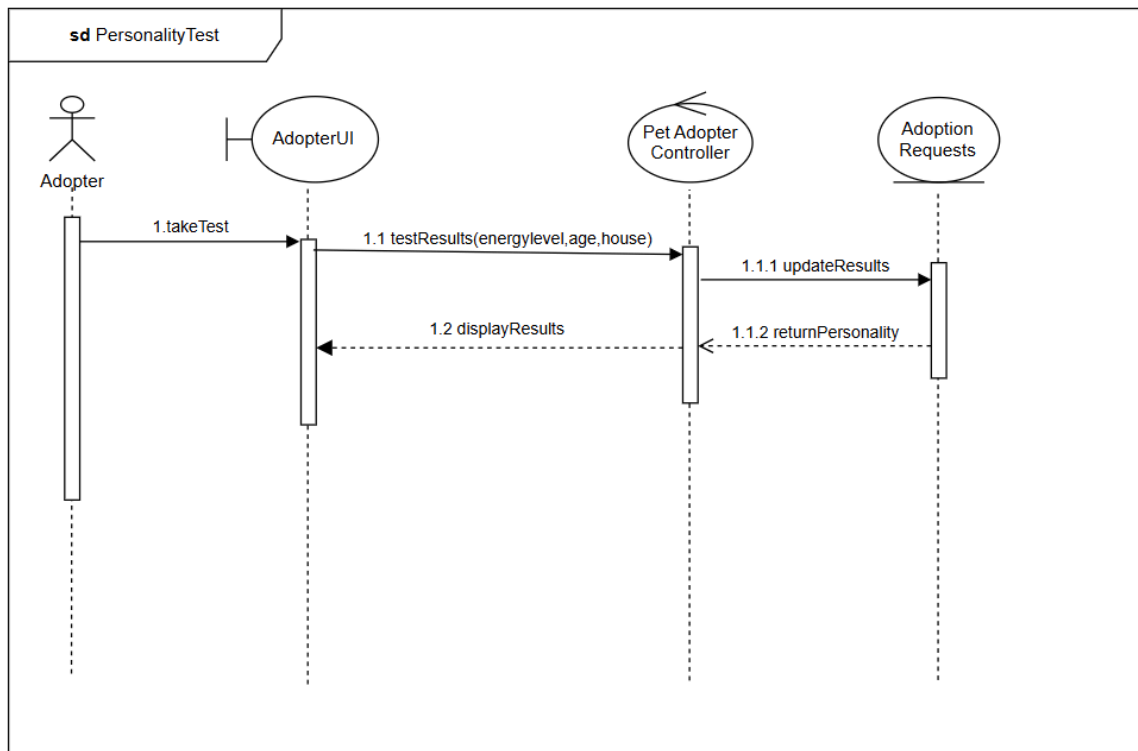 sd PersonalityTest
Adopter
AdopterUI
Pet Adopter
Controller
Adoption
Requests
1.takeTest
1.1 testResults(energylevel,age,house)
1.1.1 updateResults
1.2 displayResults
1.1.2 returnPersonality